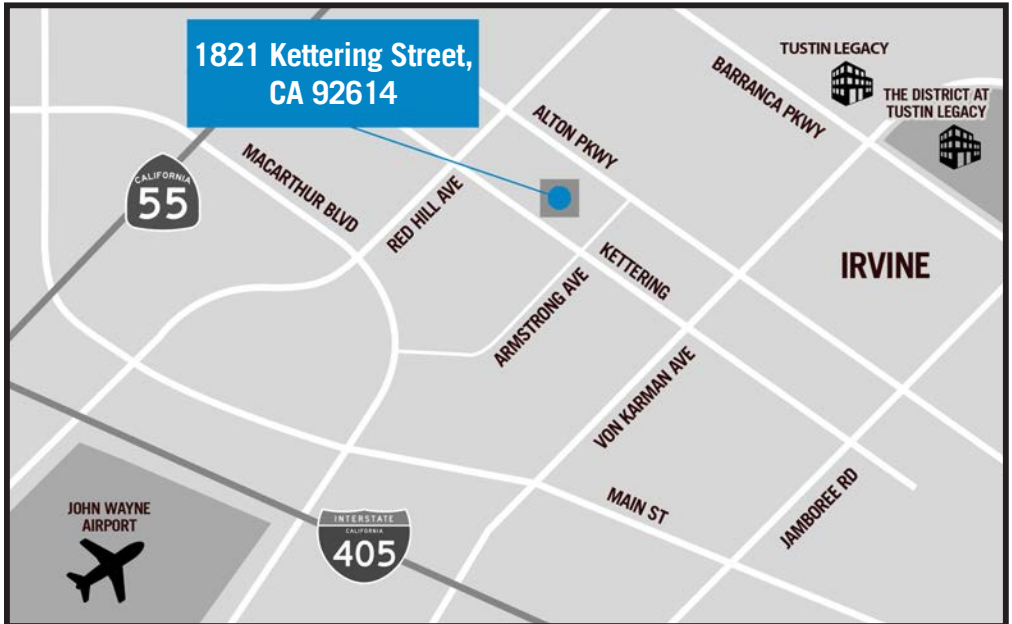 1821 Kettering Street,
CA 92614
TUSTIN LEGACY
BARRANCA PKWY
THE DISTRICT AT
TUSTIN LEGACY
ALTON PKWY
MACARTHUR BLVD
CALIFORNIA
55
RED HILL AVE
KETTERING
IRVINE
ARMSTRONG AVE
VON KARMAN AVE
MAIN ST
JAMBOREE RD
JOHN WAYNE
AIRPORT
INTERSTATE
CALIFORNIA
405